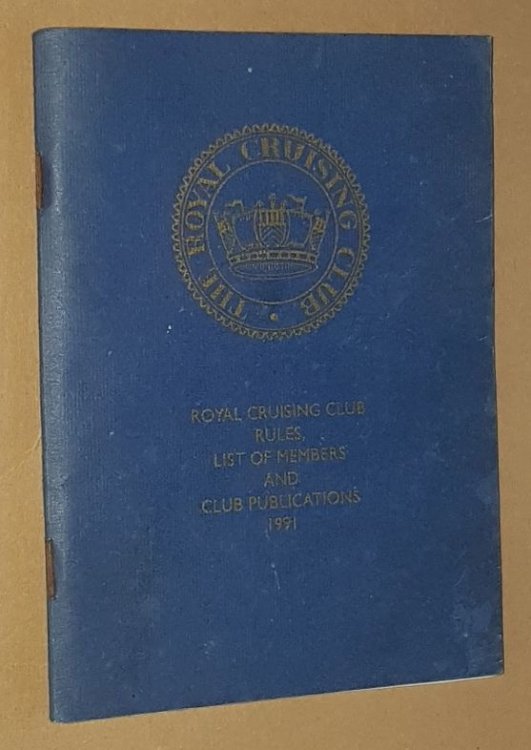 THE ROYAL CRUISING CLUB
ROYAL CRUISING CLUB
RULES,
LIST OF MEMBERS
AND
CLUB PUBLICATIONS
1991